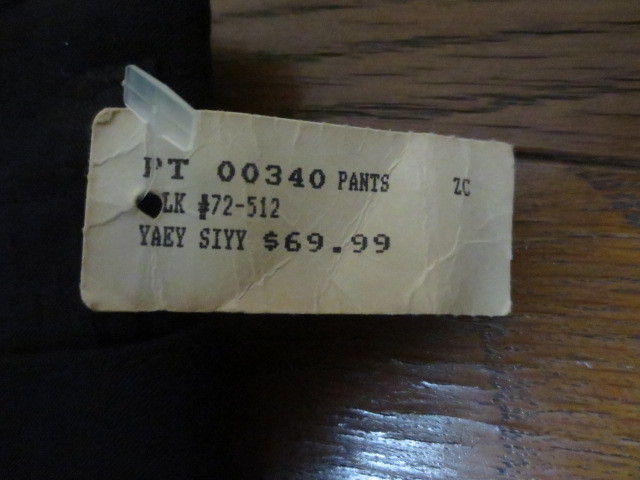 PT 00340 PANTS ZC
LK #72-512
YAEY SIYY $69.99